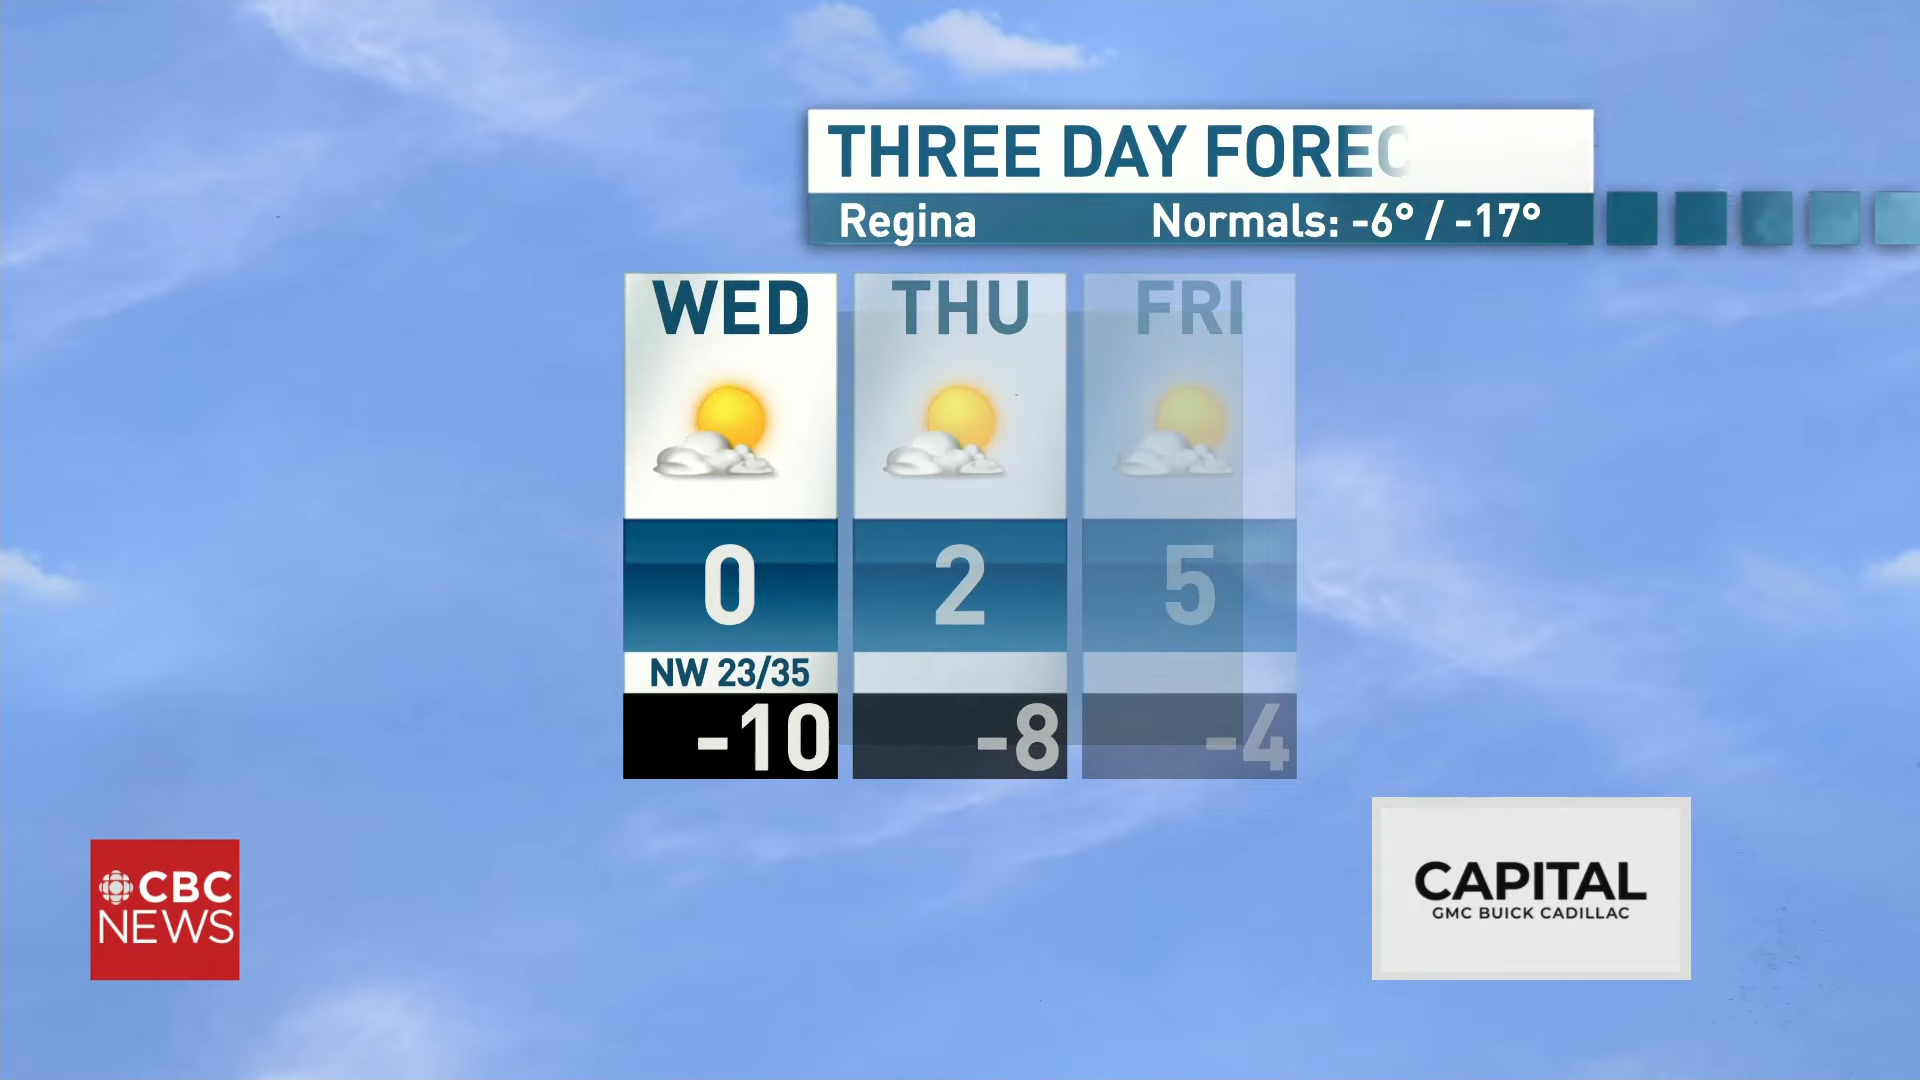 THREE DAY FOREC
Regina Normals: -6° / -17°
WED THU FRI
0 2 5
NW 23/35
-10 -8 -4
CBC
NEWS
CAPITAL
GMC BUICK CADILLAC